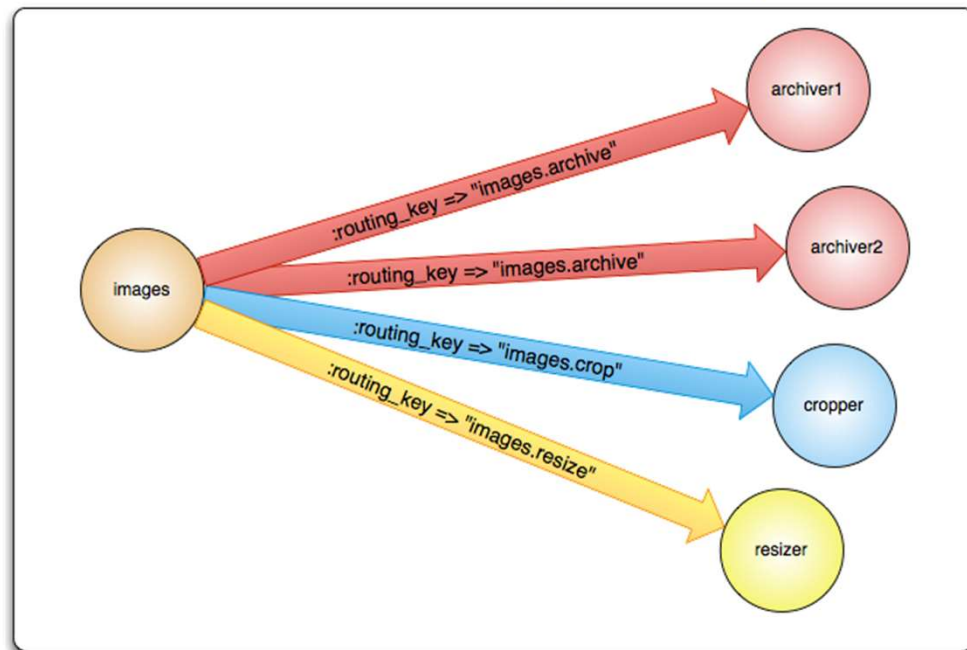 archiver1
:routing_key => "images.archive"
archiver2
:routing_key => "images.archive"
images
:routing_key => "images.crop"
cropper
:routing_key => "images.resize"
resizer